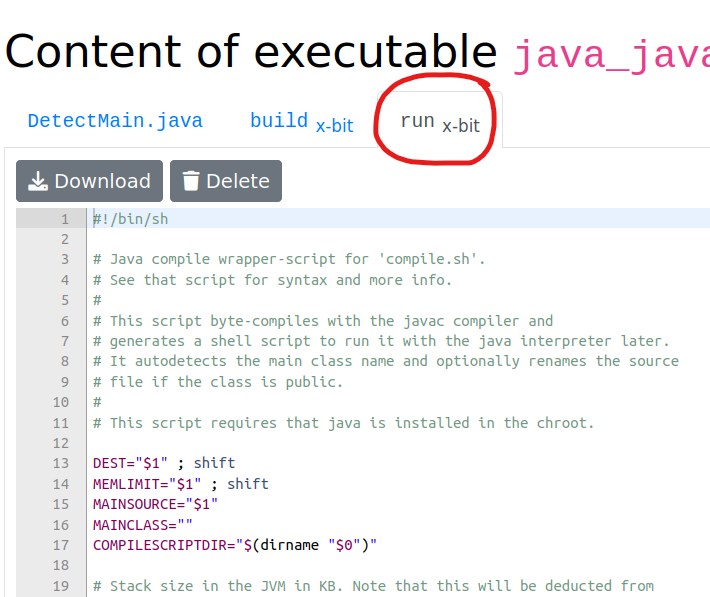 Content of executable java_java
DetectMain.java build x-bit run x-bit
Download Delete
1 #!/bin/sh
2
3 # Java compile wrapper-script for 'compile.sh'.
4 # See that script for syntax and more info.
5 #
6 # This script byte-compiles with the javac compiler and
7 # generates a shell script to run it with the java interpreter later.
8 # It autodetects the main class name and optionally renames the source
9 # file if the class is public.
10 #
11 # This script requires that java is installed in the chroot.
12
13 DEST="$1" ; shift
14 MEMLIMIT="$1" ; shift
15 MAINSOURCE="$1"
16 MAINCLASS=""
17 COMPILESCRIPTDIR="$(dirname "$0")"
18
19 # Stack size in the JVM in KB. Note that this will be deducted from